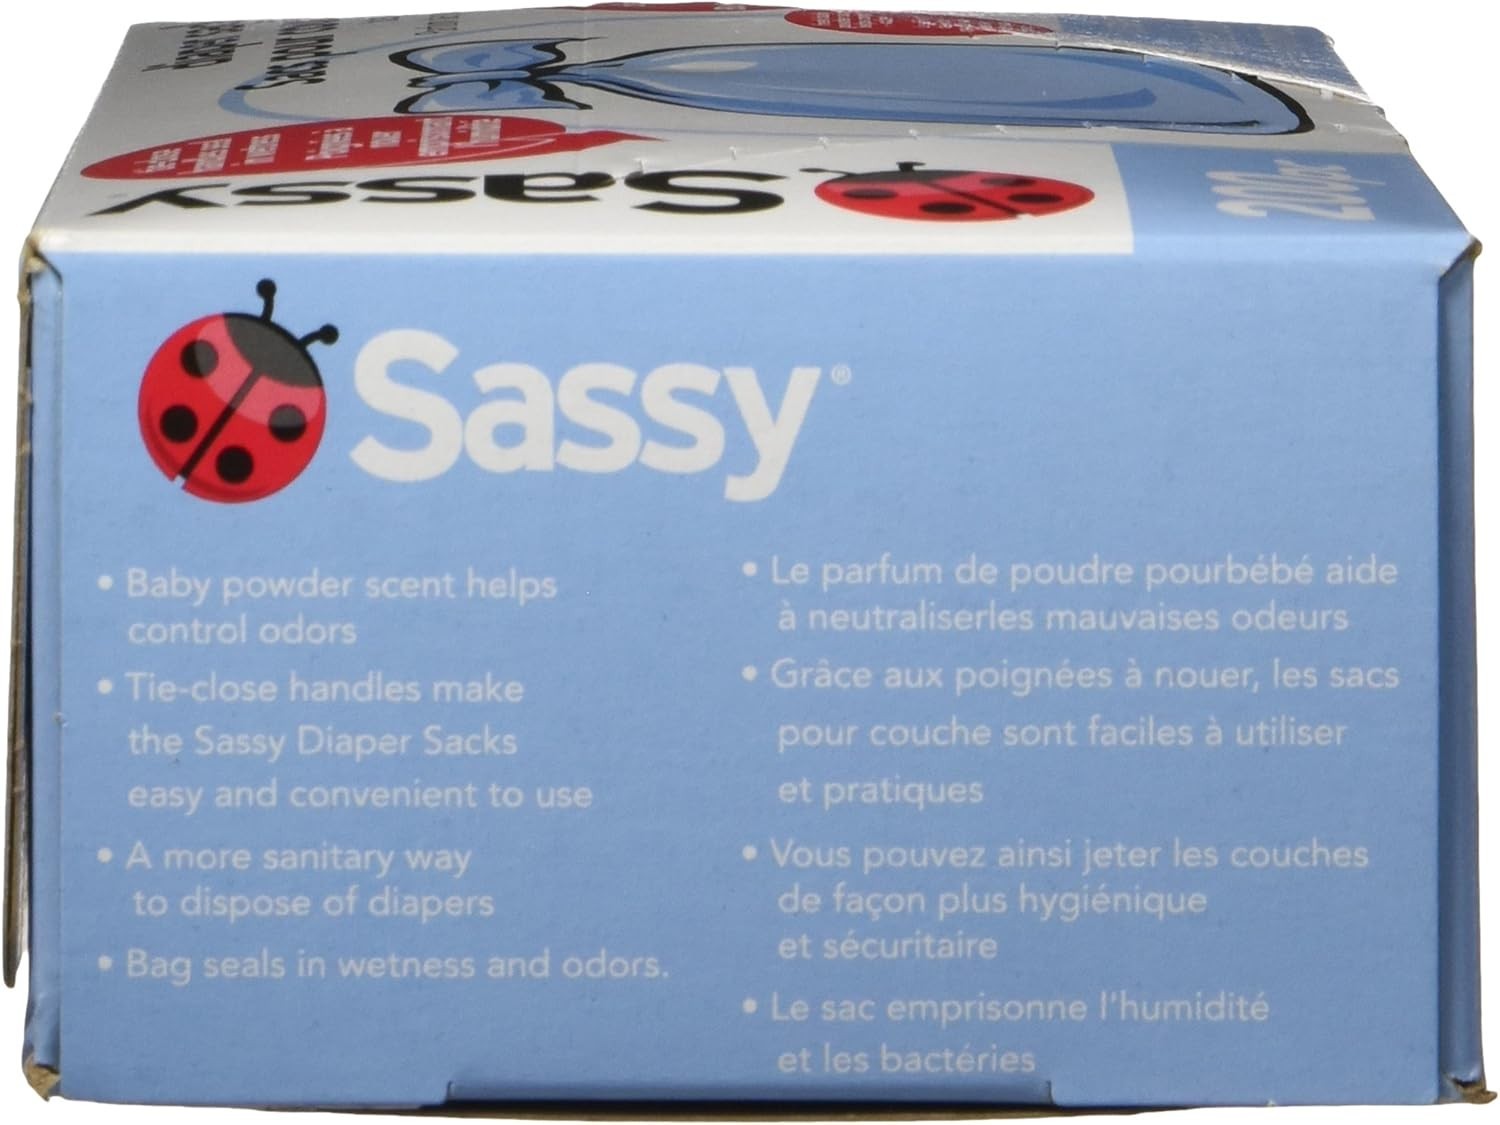 Sassy
200pc
Sassy®
• Baby powder scent helps
control odors
• Tie-close handles make
the Sassy Diaper Sacks
easy and convenient to use
• A more sanitary way
to dispose of diapers
• Bag seals in wetness and odors.
• Le parfum de poudre pourbébé aide
à neutraliserles mauvaises odeurs
• Grâce aux poignées à nouer, les sacs
pour couche sont faciles à utiliser
et pratiques
• Vous pouvez ainsi jeter les couches
de façon plus hygiénique
et sécuritaire
• Le sac emprisonne l'humidité
et les bactéries